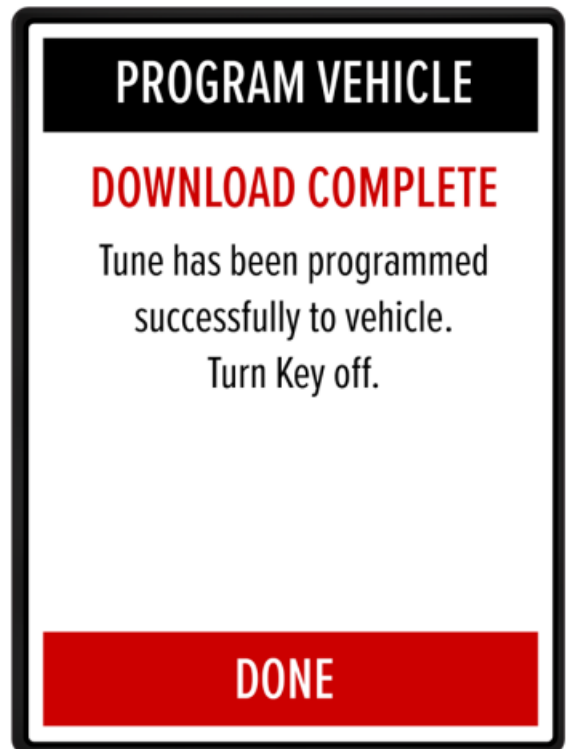 PROGRAM VEHICLE
DOWNLOAD COMPLETE
Tune has been programmed
successfully to vehicle.
Turn Key off.
DONE